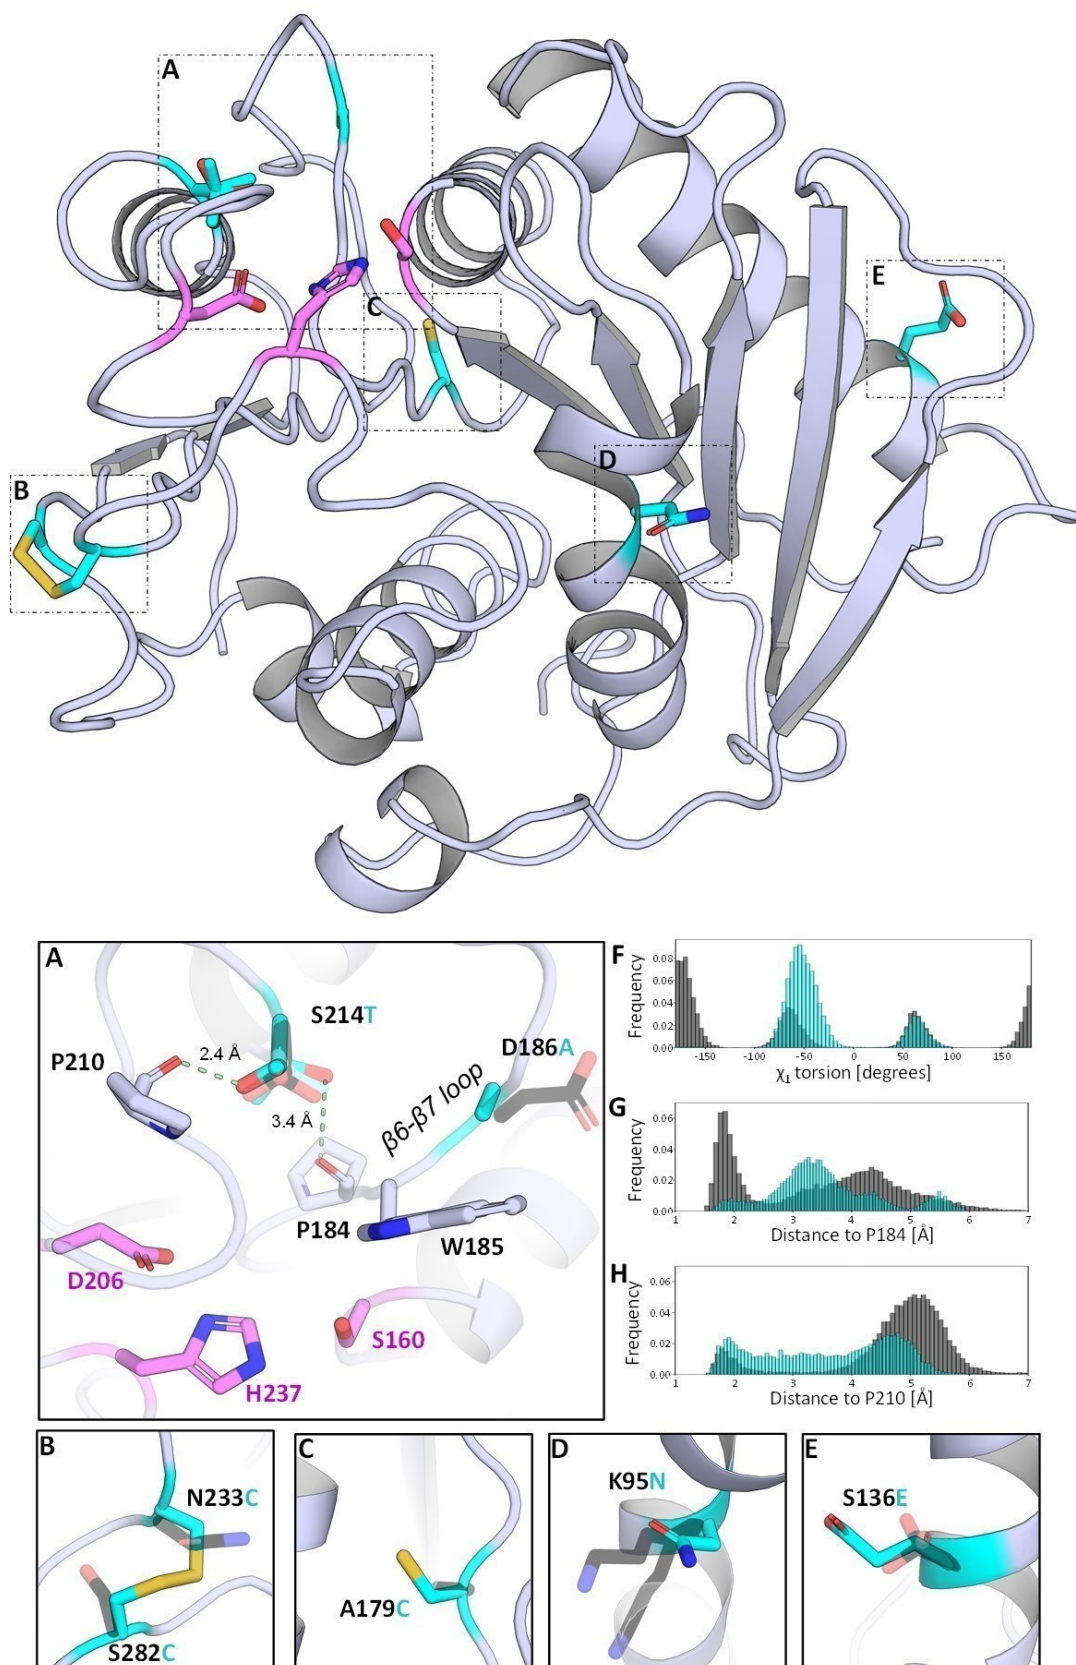 A
E
C
D
B
A
S214T
P210
2.4 Å
D186A
β6-β7 loop
3.4 Å
P184
W185
D206
S160
H237
F
Frequency
0.08
0.06
0.04
0.02
0.00
-150
-100
-50
0
50
100
150
χ1 torsion [degrees]
G
Frequency
0.06
0.04
0.02
0.00
1
2
3
4
5
6
7
Distance to P184 [Å]
H
Frequency
0.06
0.04
0.02
0.00
1
2
3
4
5
6
7
Distance to P210 [Å]
B
N233C
S282C
C
A179C
D
K95N
E
S136E